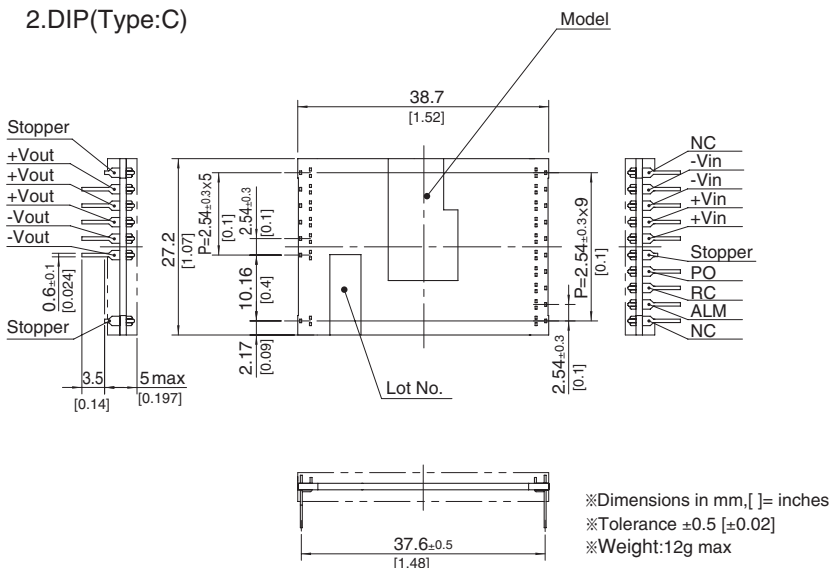 2.DIP(Type:C)
Model
38.7
[1.52]
Stopper
+Vout
+Vout
+Vout
-Vout
-Vout
Stopper
0.6±0.1
[0.024]
3.5
[0.14]
5 max
[0.197]
27.2
[1.07]
P=2.54±0.3x5
[0.1]
2.54±0.3
[0.1]
10.16
[0.4]
2.17
[0.09]
Lot No.
P=2.54±0.3x9
[0.1]
2.54±0.3
[0.1]
NC
-Vin
-Vin
+Vin
+Vin
Stopper
PO
RC
ALM
NC
37.6±0.5
[1.48]
※Dimensions in mm,[ ]= inches
※Tolerance ±0.5 [±0.02]
※Weight:12g max